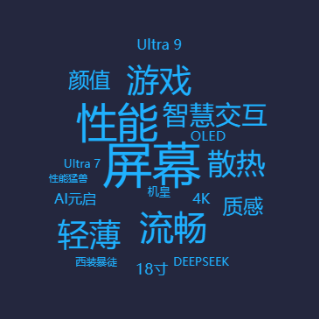 Ultra 9
颜值
游戏
性能
智慧交互
OLED
屏幕
散热
Ultra 7
性能猛兽
机皇
AI元启
4K
质感
轻薄
流畅
西装暴徒
18寸
DEEPSEEK